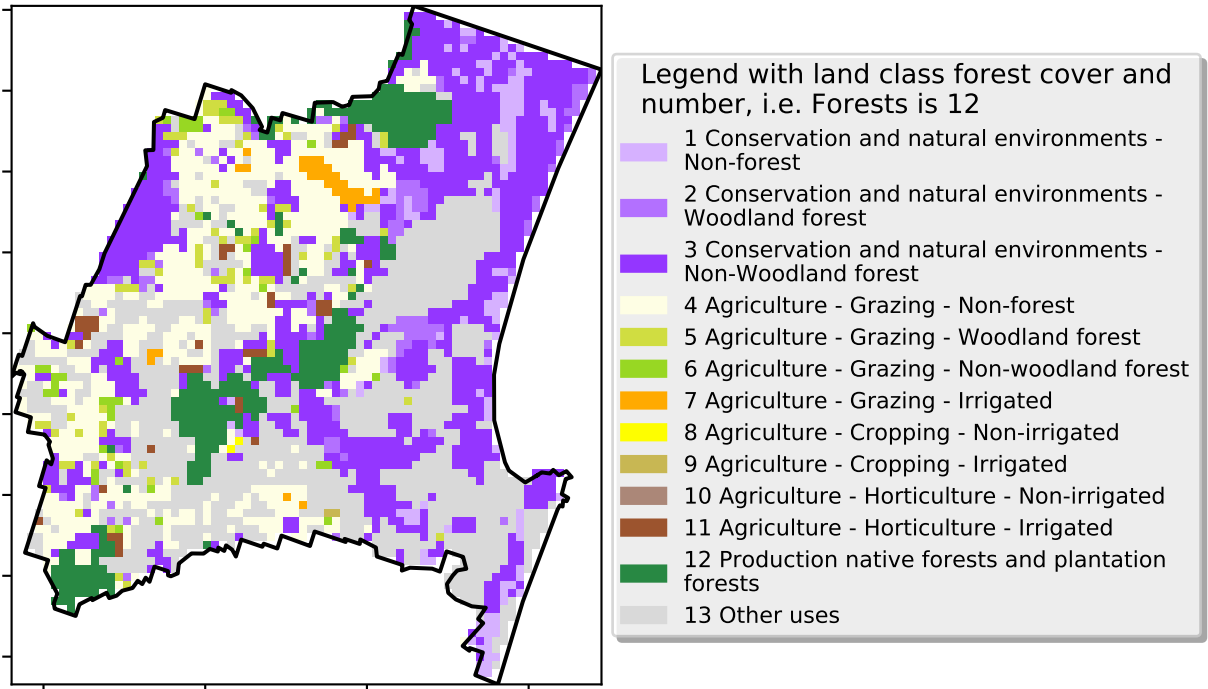 Legend with land class forest cover and
number, i.e. Forests is 12
1 Conservation and natural environments -
Non-forest
2 Conservation and natural environments -
Woodland forest
3 Conservation and natural environments -
Non-Woodland forest
4 Agriculture - Grazing - Non-forest
5 Agriculture - Grazing - Woodland forest
6 Agriculture - Grazing - Non-woodland forest
7 Agriculture - Grazing - Irrigated
8 Agriculture - Cropping - Non-irrigated
9 Agriculture - Cropping - Irrigated
10 Agriculture - Horticulture - Non-irrigated
11 Agriculture - Horticulture - Irrigated
12 Production native forests and plantation
forests
13 Other uses